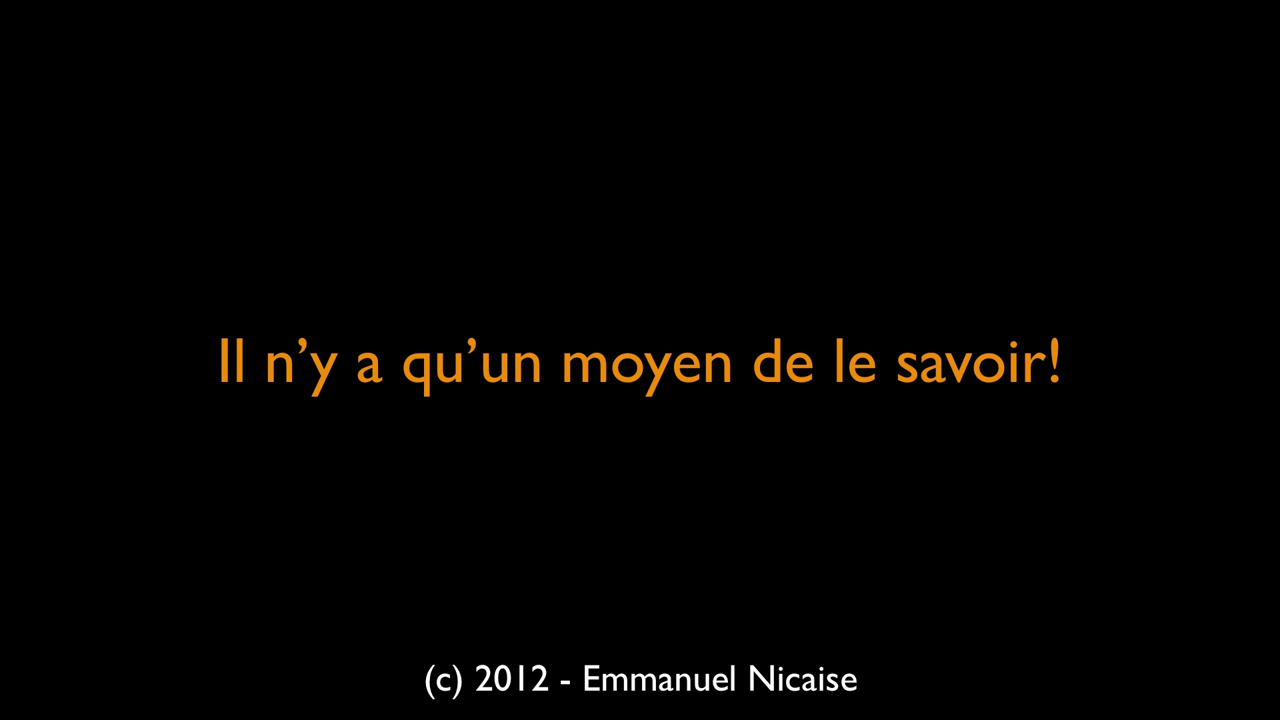 Il n’y a qu’un moyen de le savoir!
(c) 2012 - Emmanuel Nicaise